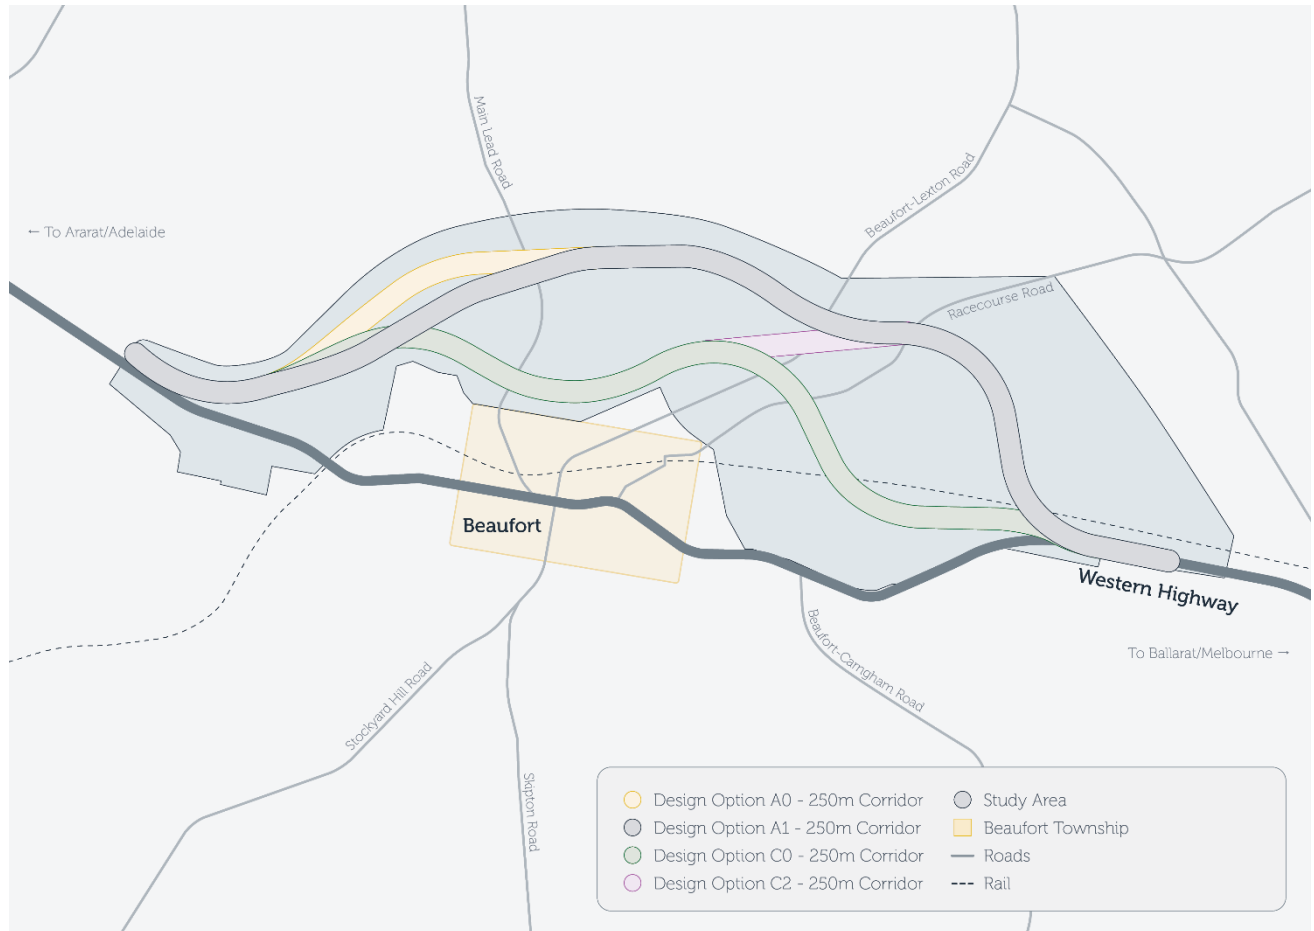 Main Lead Road
Beaufort-Lexton Road
← To Ararat/Adelaide
Racecourse Road
Beaufort
Western Highway
Beaufort-Carngham Road
To Ballarat/Melbourne →
Stockyard Hill Road
Skipton Road
Design Option A0 - 250m Corridor
Design Option A1 - 250m Corridor
Design Option C0 - 250m Corridor
Design Option C2 - 250m Corridor
Study Area
Beaufort Township
Roads
Rail